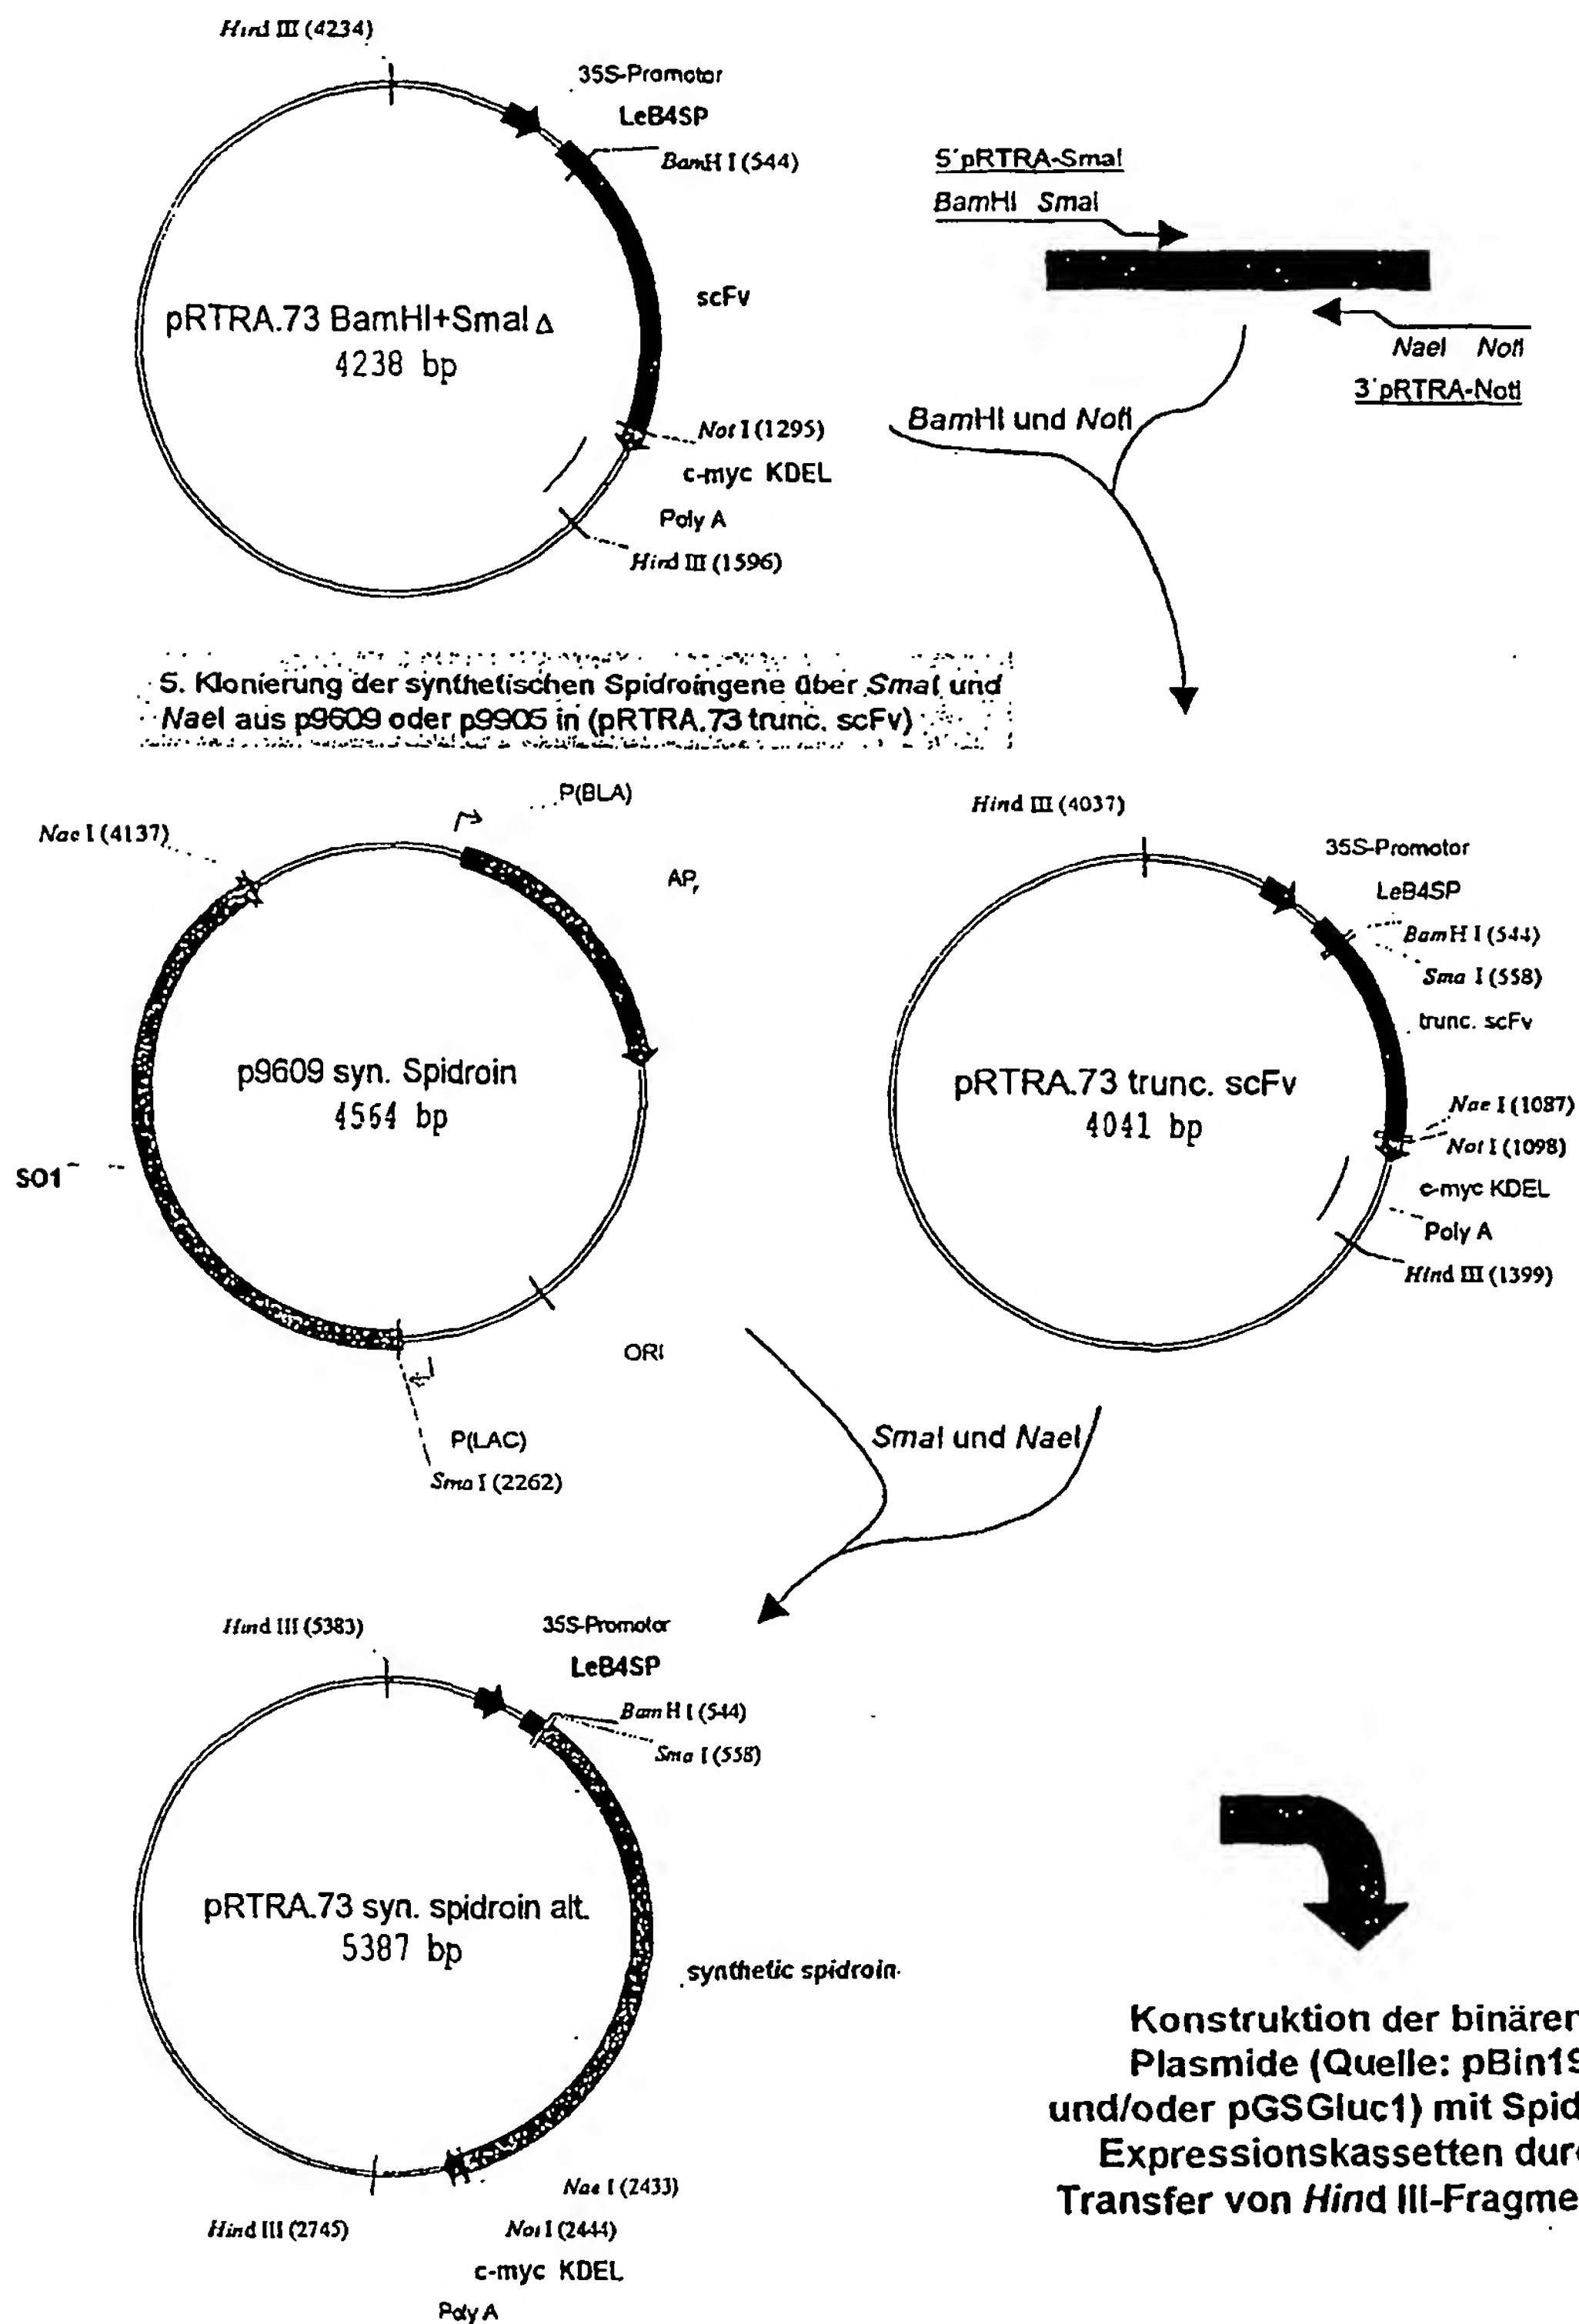 Hind III (4234)
35S-Promotor
LeB4SP
BamH I (544)
scFv
pRTRA.73 BamHI+SmaI Δ
4238 bp
Not I (1295)
c-myc KDEL
Poly A
Hind III (1596)
5'pRTRA-SmaI
BamHI SmaI
NaeI NotI
3'pRTRA-NotI
BamHI und NotI
5. Klonierung der synthetischen Spidroingene über SmaI und
NaeI aus p9609 oder p9905 in (pRTRA.73 trunc. scFv)
P(BLA)
Nae I (4137)
APr
p9609 syn. Spidroin
4564 bp
SO1
ORI
P(LAC)
Sma I (2262)
Hind III (4037)
35S-Promotor
LeB4SP
BamH I (544)
Sma I (558)
trunc. scFv
pRTRA.73 trunc. scFv
4041 bp
Nae I (1087)
Not I (1098)
c-myc KDEL
Poly A
Hind III (1399)
SmaI und NaeI
Hind III (5383)
35S-Promotor
LeB4SP
BamH I (544)
Sma I (558)
pRTRA.73 syn. spidroin alt.
5387 bp
synthetic spidroin
Nae I (2433)
Hind III (2745)
Not I (2444)
c-myc KDEL
Poly A
Konstruktion der binären
Plasmide (Quelle: pBin19
und/oder pGSGluc1) mit Spid
Expressionskassetten dur
Transfer von Hind III-Fragme